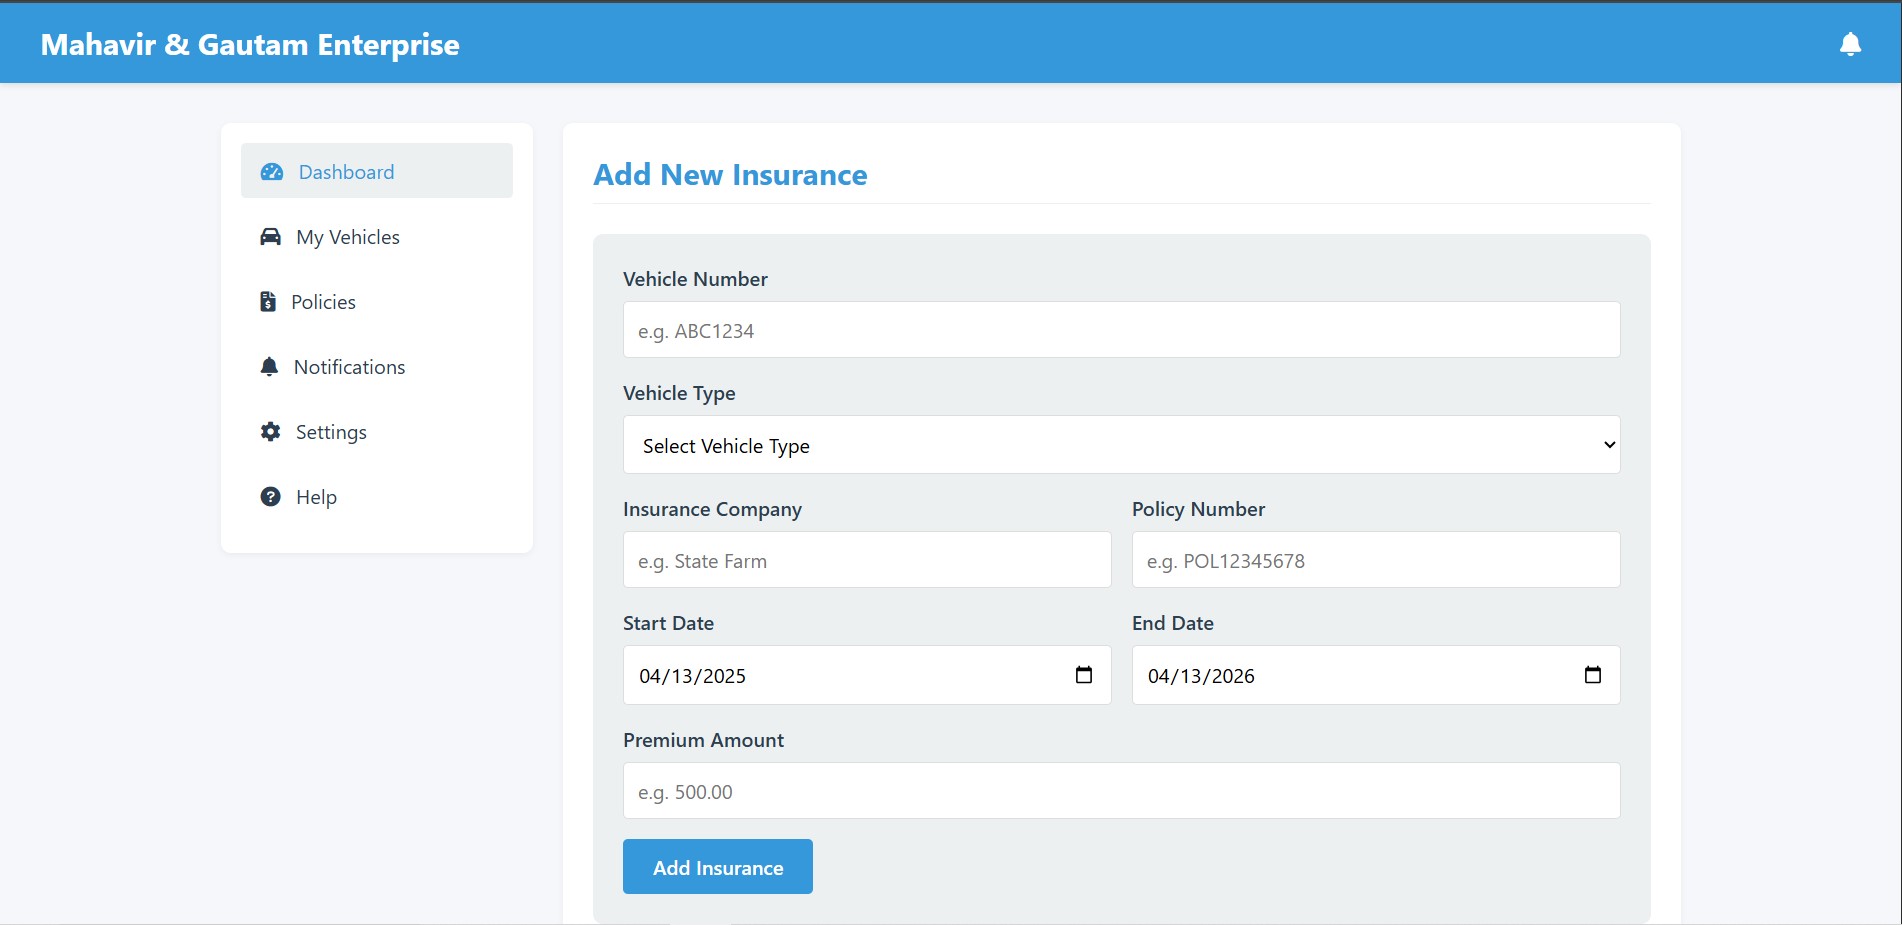 Mahavir & Gautam Enterprise
Dashboard
My Vehicles
Policies
Notifications
Settings
Help
Add New Insurance
Vehicle Number
e.g. ABC1234
Vehicle Type
Select Vehicle Type
Insurance Company
Policy Number
e.g. State Farm
e.g. POL12345678
Start Date
End Date
04/13/2025
04/13/2026
Premium Amount
e.g. 500.00
Add Insurance